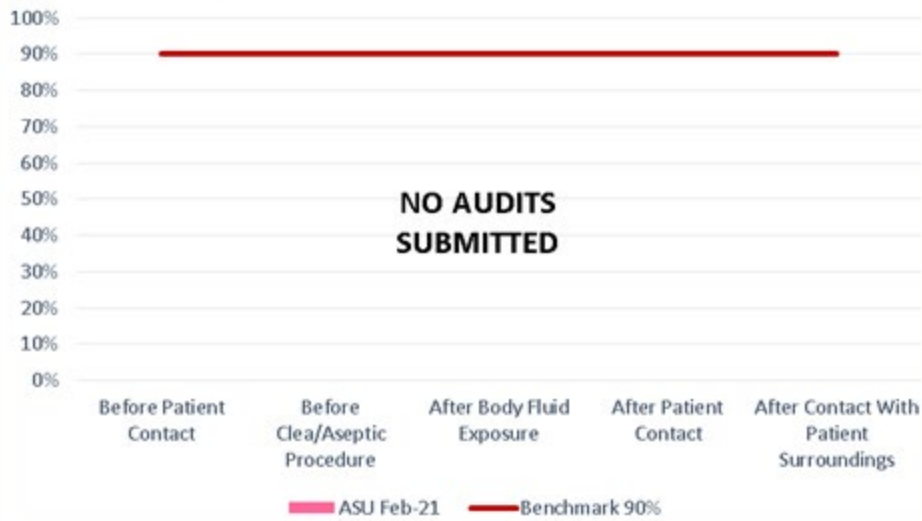 100%
90%
80%
70%
60%
50%
40%
30%
20%
10%
0%
NO AUDITS
SUBMITTED
Before Patient
Contact
Before
Clea/Aseptic
Procedure
After Body Fluid
Exposure
After Patient
Contact
After Contact With
Patient
Surroundings
ASU Feb-21
Benchmark 90%